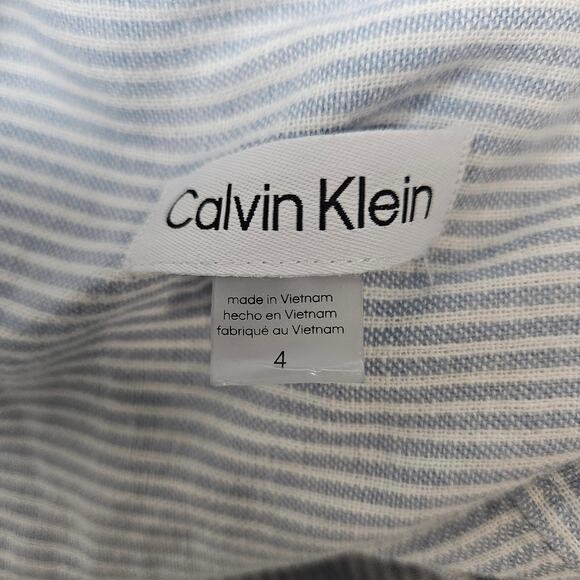 Calvin Klein
made in Vietnam
hecho en Vietnam
fabriqué au Vietnam
4